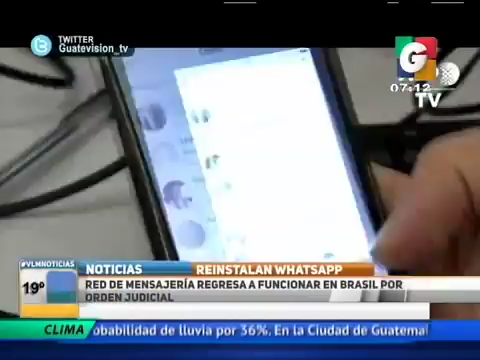 TWITTER
Guatevision_tv
G
07:12
TV
#VLMNOTICIAS
NOTICIAS
REINSTALAN WHATSAPP
19°
RED DE MENSAJERÍA REGRESA A FUNCIONAR EN BRASIL POR
ORDEN JUDICIAL
CLIMA
obabilidad de lluvia por 36%. En la Ciudad de Guatema